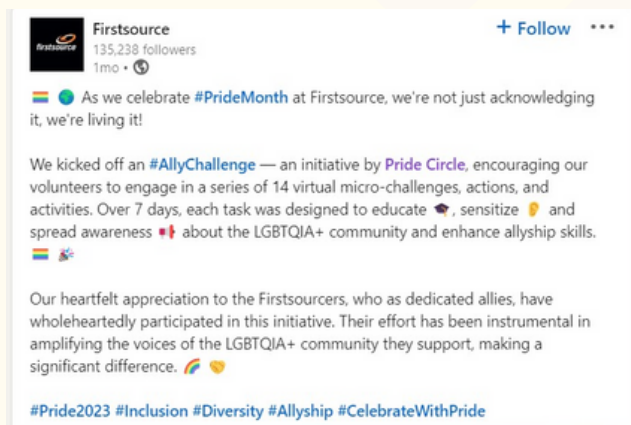 Firstsource
+ Follow ...
firstsource
135,238 followers
1mo •
As we celebrate #PrideMonth at Firstsource, we're not just acknowledging
it, we're living it!
We kicked off an #AllyChallenge — an initiative by Pride Circle, encouraging our
volunteers to engage in a series of 14 virtual micro-challenges, actions, and
activities. Over 7 days, each task was designed to educate 🎓, sensitize 👂 and
spread awareness 📢 about the LGBTQIA+ community and enhance allyship skills.
Our heartfelt appreciation to the Firstsourcers, who as dedicated allies, have
wholeheartedly participated in this initiative. Their effort has been instrumental in
amplifying the voices of the LGBTQIA+ community they support, making a
significant difference. 🌈 🤝
#Pride2023 #Inclusion #Diversity #Allyship #CelebrateWithPride